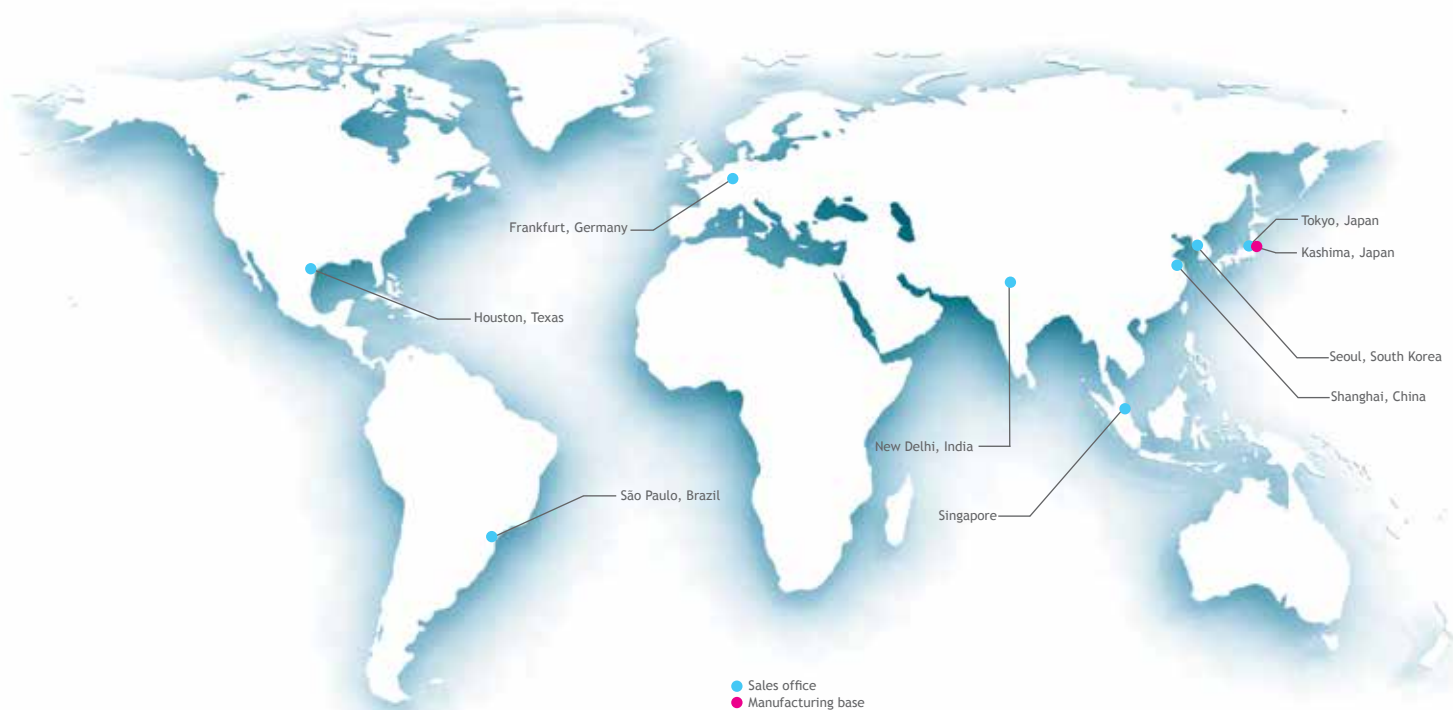 Tokyo, Japan
Frankfurt, Germany
Kashima, Japan
Houston, Texas
Seoul, South Korea
Shanghai, China
New Delhi, India
São Paulo, Brazil
Singapore
Sales office
Manufacturing base